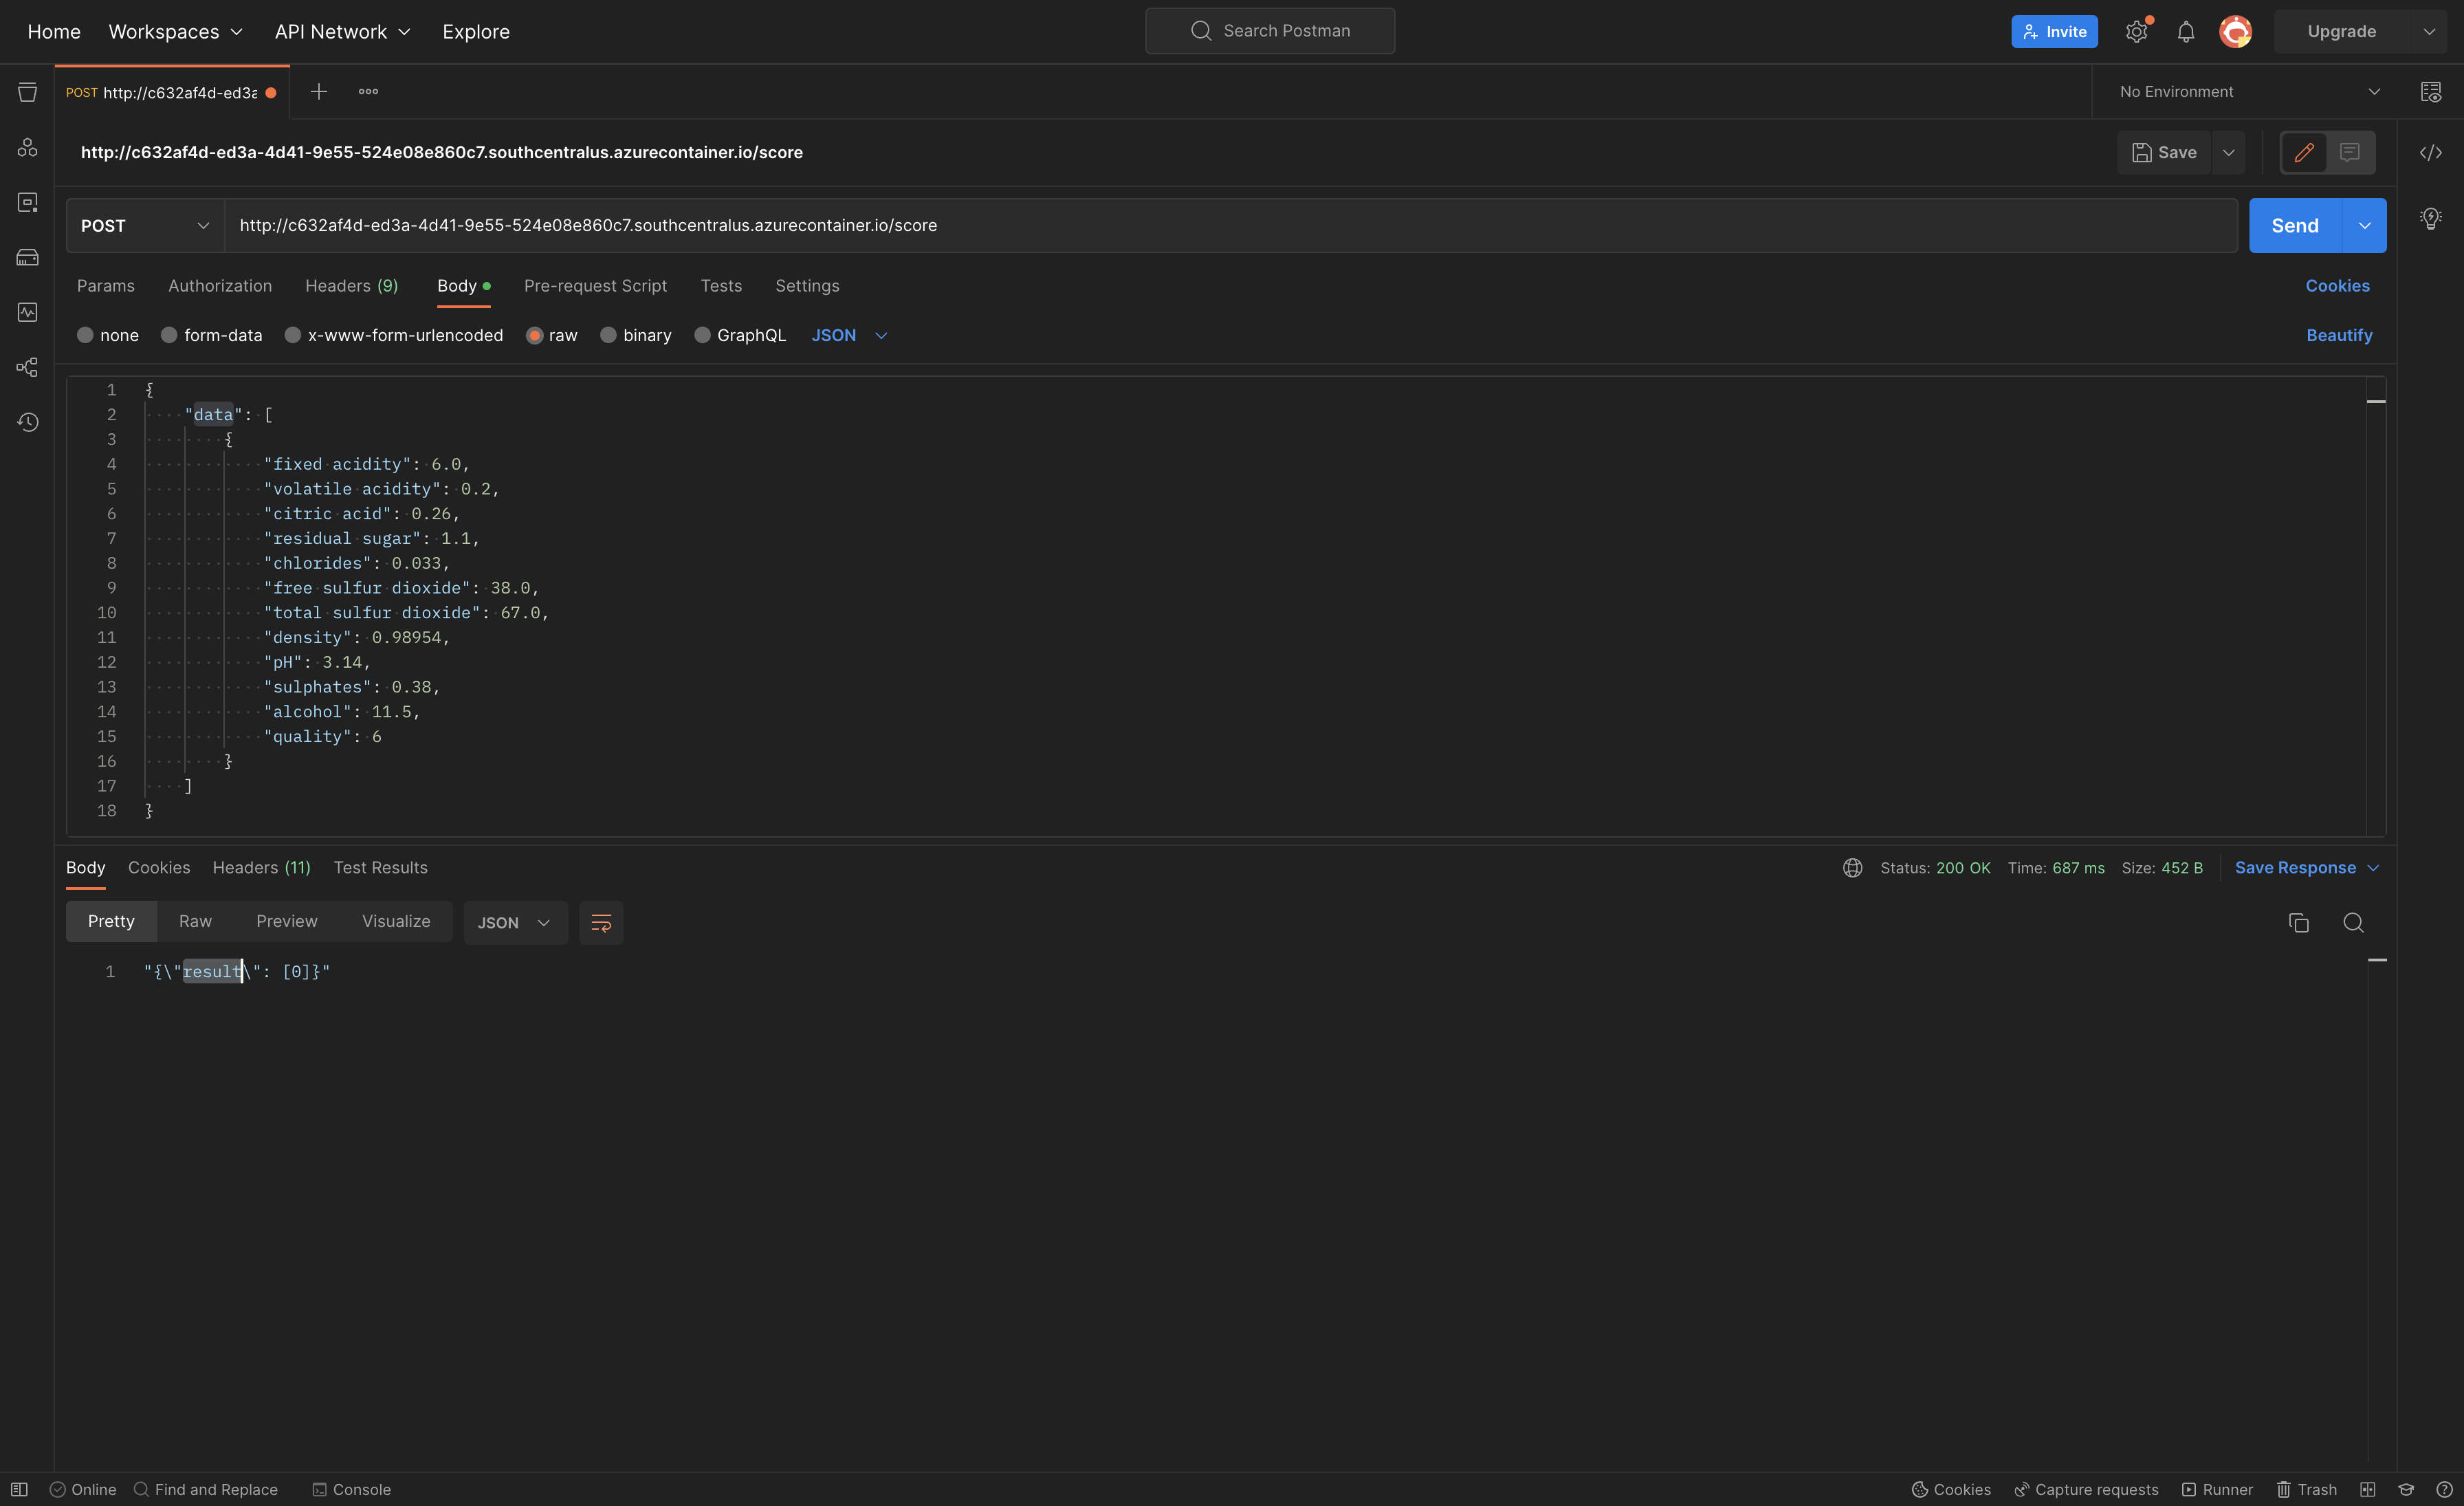 Home Workspaces API Network Explore Search Postman Invite Upgrade
POST http://c632af4d-ed3a No Environment
http://c632af4d-ed3a-4d41-9e55-524e08e860c7.southcentralus.azurecontainer.io/score Save
POST http://c632af4d-ed3a-4d41-9e55-524e08e860c7.southcentralus.azurecontainer.io/score Send
Params Authorization Headers (9) Body Pre-request Script Tests Settings Cookies
none form-data x-www-form-urlencoded raw binary GraphQL JSON Beautify
1 {
2 "data": [
3 {
4 "fixed acidity": 6.0,
5 "volatile acidity": 0.2,
6 "citric acid": 0.26,
7 "residual sugar": 1.1,
8 "chlorides": 0.033,
9 "free sulfur dioxide": 38.0,
10 "total sulfur dioxide": 67.0,
11 "density": 0.98954,
12 "pH": 3.14,
13 "sulphates": 0.38,
14 "alcohol": 11.5,
15 "quality": 6
16 }
17 ]
18 }
Body Cookies Headers (11) Test Results Status: 200 OK Time: 687 ms Size: 452 B Save Response
Pretty Raw Preview Visualize JSON
1 "{\"result\": [0]}"
Online Find and Replace Console Cookies Capture requests Runner Trash